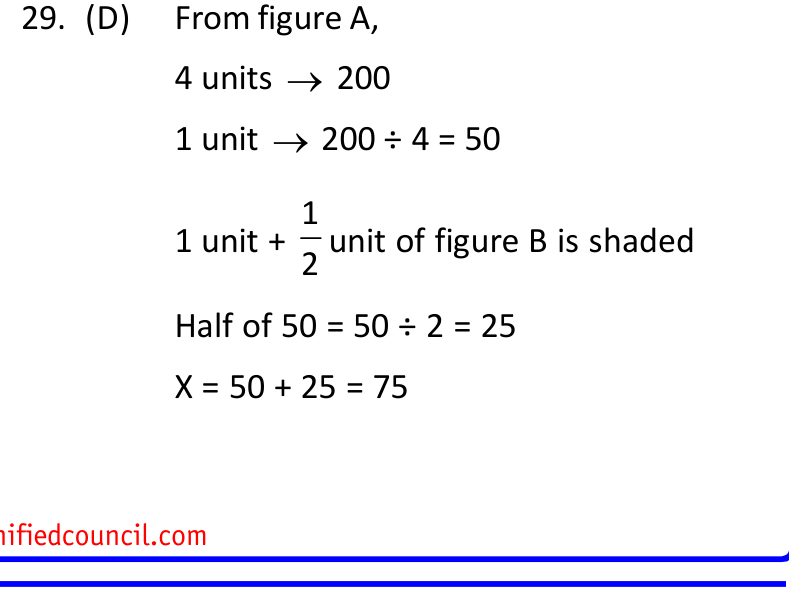 29. (D) From figure A,
4 units → 200
1 unit → 200 ÷ 4 = 50
1 unit + 1/2 unit of figure B is shaded
Half of 50 = 50 ÷ 2 = 25
X = 50 + 25 = 75
nifiedcouncil.com